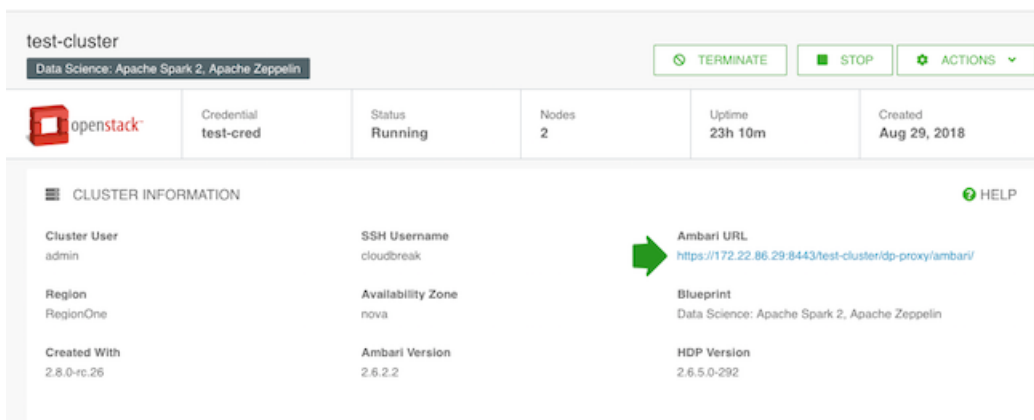 test-cluster
Data Science: Apache Spark 2, Apache Zeppelin
TERMINATE
STOP
ACTIONS
openstack
Credential
test-cred
Status
Running
Nodes
2
Uptime
23h 10m
Created
Aug 29, 2018
CLUSTER INFORMATION
HELP
Cluster User
admin
SSH Username
cloudbreak
Ambari URL
https://172.22.86.29:8443/test-cluster/dp-proxy/ambari/
Region
RegionOne
Availability Zone
nova
Blueprint
Data Science: Apache Spark 2, Apache Zeppelin
Created With
2.8.0-rc.26
Ambari Version
2.6.2.2
HDP Version
2.6.5.0-292